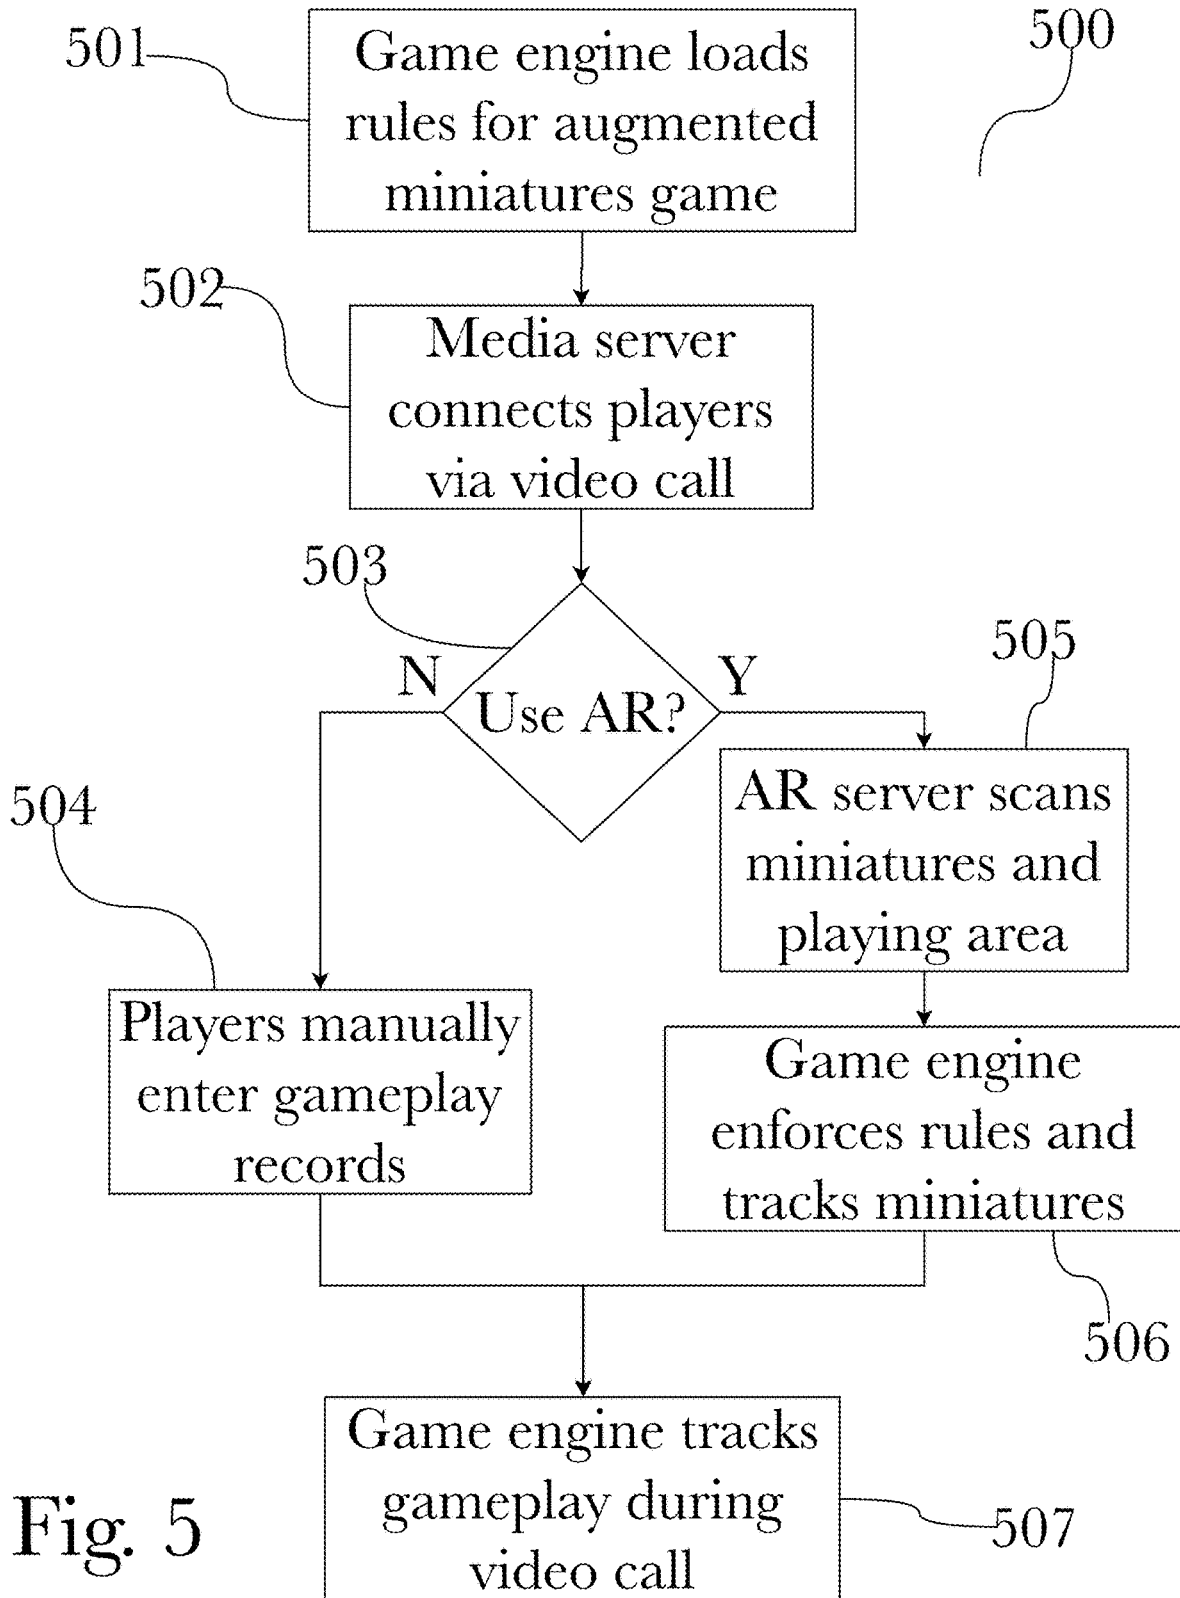 501
500
Game engine loads
rules for augmented
miniatures game
502
Media server
connects players
via video call
503
N
Use AR?
Y
505
AR server scans
miniatures and
playing area
504
Players manually
enter gameplay
records
Game engine
enforces rules and
tracks miniatures
506
Game engine tracks
gameplay during
video call
507
Fig. 5